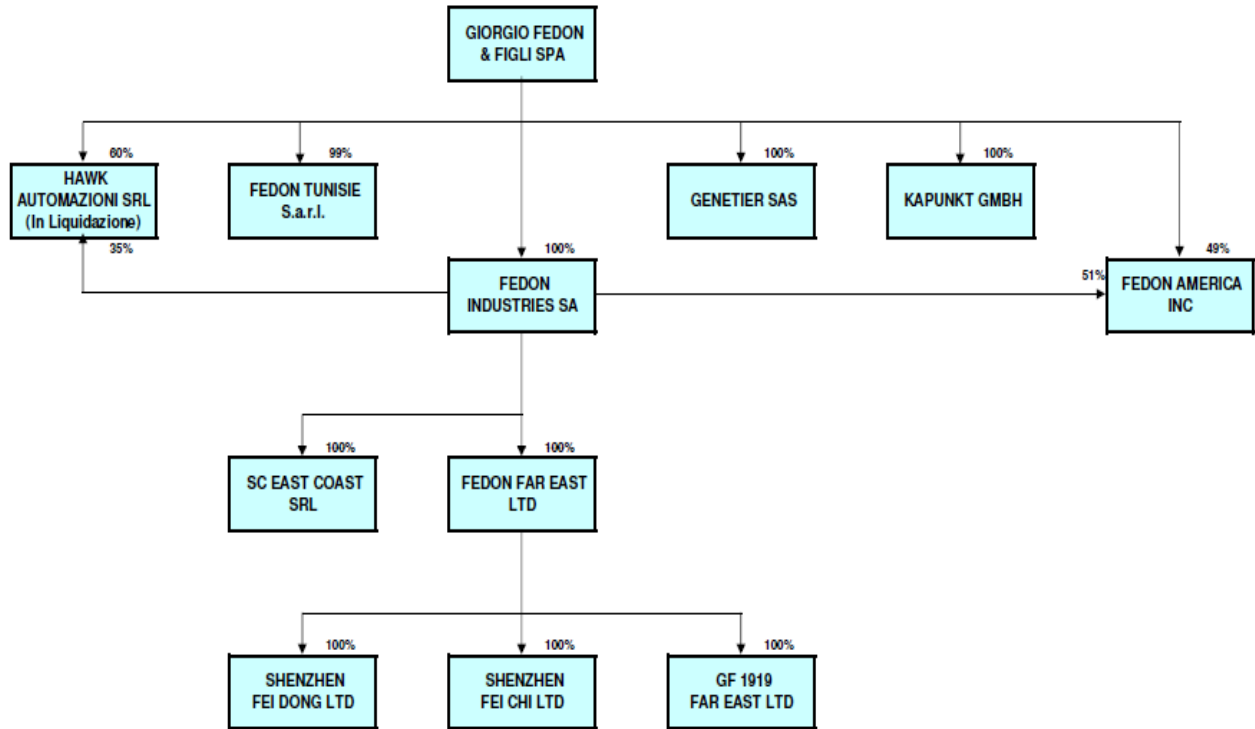 GIORGIO FEDON
& FIGLI SPA
60%
99%
100%
100%
HAWK
AUTOMAZIONI SRL
(In Liquidazione)
FEDON TUNISIE
S.a.r.l.
GENETIER SAS
KAPUNKT GMBH
35%
100%
49%
51%
FEDON
INDUSTRIES SA
FEDON AMERICA
INC
100%
100%
SC EAST COAST
SRL
FEDON FAR EAST
LTD
100%
100%
100%
SHENZHEN
FEI DONG LTD
SHENZHEN
FEI CHI LTD
GF 1919
FAR EAST LTD